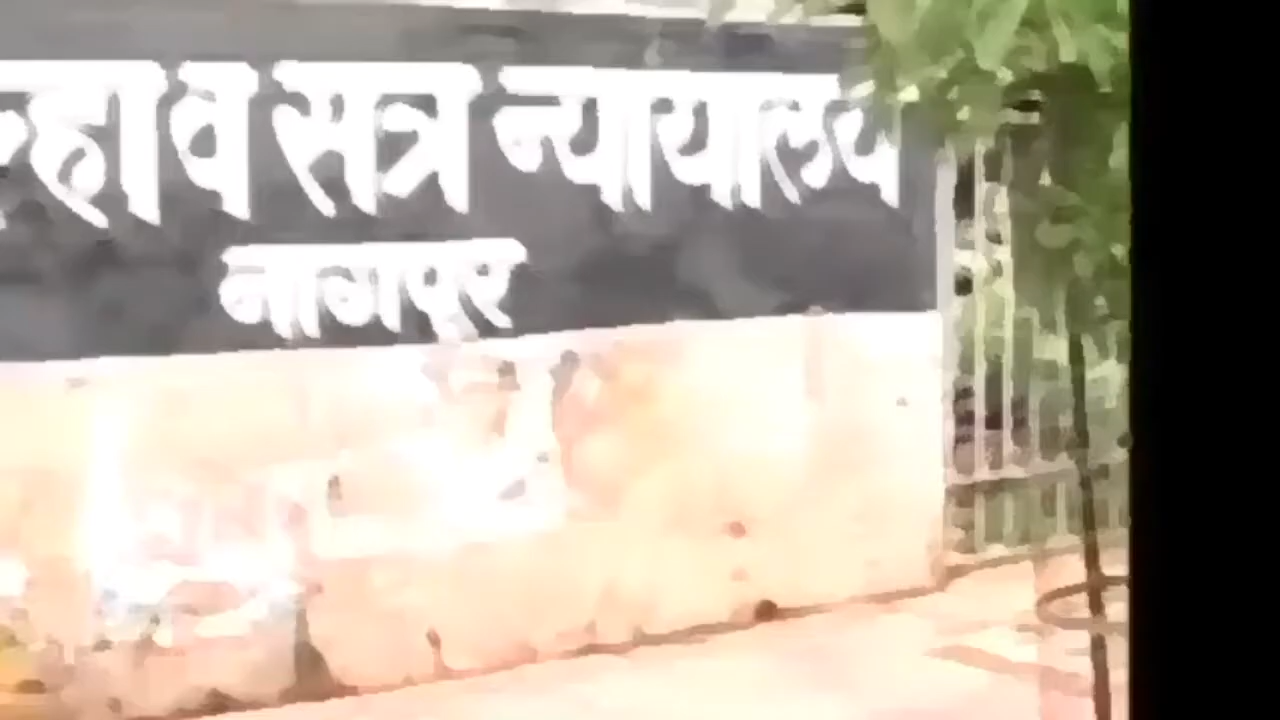 ल्हा व सत्र न्यायालय
नागपूर